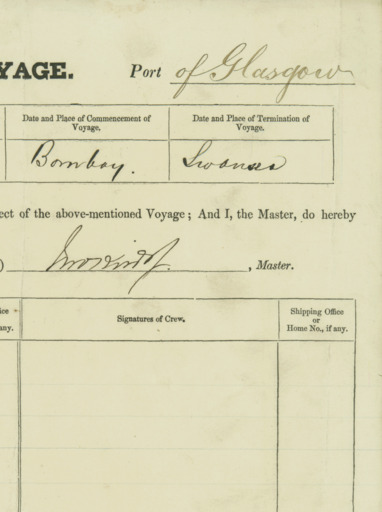 YAGE. Port of Glasgow
Date and Place of Commencement of Voyage. Date and Place of Termination of Voyage.
Bombay. Swansea
ect of the above-mentioned Voyage ; And I, the Master, do hereby
) , Master.
ice any. Signatures of Crew. Shipping Office or Home No., if any.